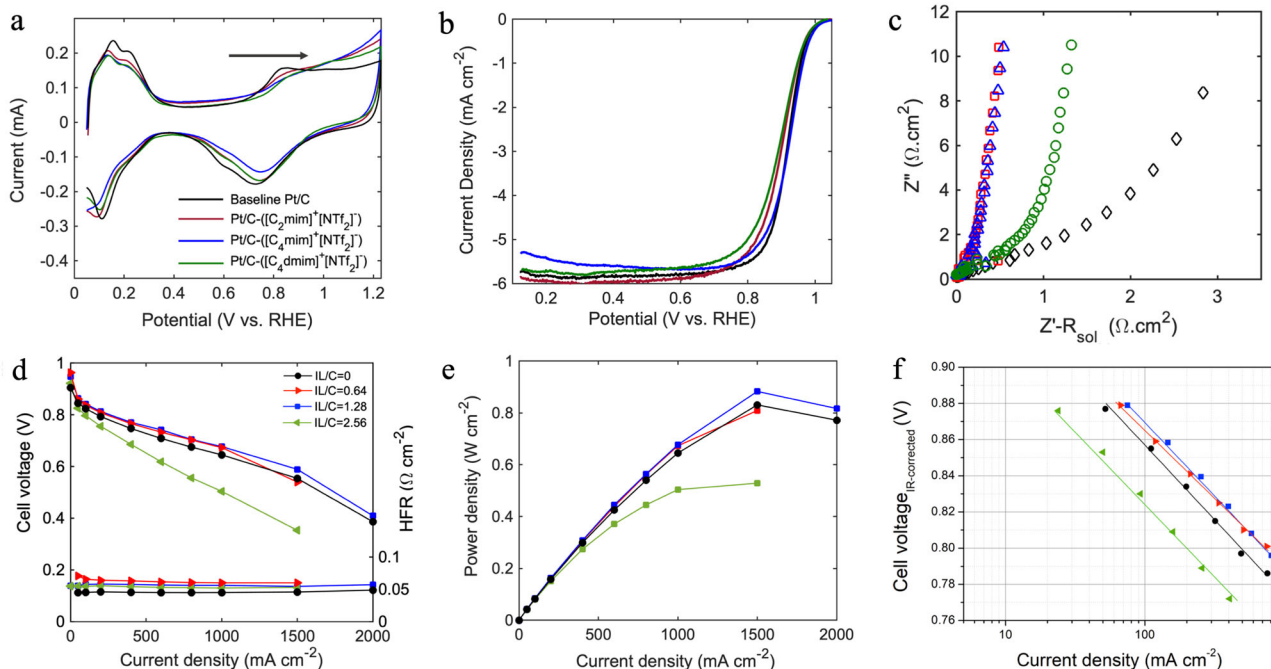 a
Current (mA)
0.4
0.2
0
-0.2
-0.3
-0.4
0
0.2
0.4
0.6
0.8
1
1.23
Potential (V vs. RHE)
Baseline Pt/C
Pt/C-([C2mim]+[NTf2]-)
Pt/C-([C4mim]+[NTf2]-)
Pt/C-([C4dmim]+[NTf2]-)
b
Current Density (mA cm-2)
0
-1
-2
-3
-4
-5
-6
0.2
0.4
0.6
0.8
1
Potential (V vs. RHE)
c
Z'' (Ω.cm2)
12
10
8
6
4
2
0
0
1
2
3
Z'-Rsol (Ω.cm2)
d
Cell voltage (V)
1
0.8
0.6
0.4
0.2
0
0
500
1000
1500
2000
Current density (mA cm-2)
IL/C=0
IL/C=0.64
IL/C=1.28
IL/C=2.56
HFR (Ω cm-2)
0.1
0.05
0
e
Power density (W cm-2)
1
0.8
0.6
0.4
0.2
0
0
500
1000
1500
2000
Current density (mA cm-2)
f
Cell voltageIR-corrected (V)
0.90
0.88
0.86
0.84
0.82
0.80
0.78
0.76
10
100
Current density (mA cm-2)